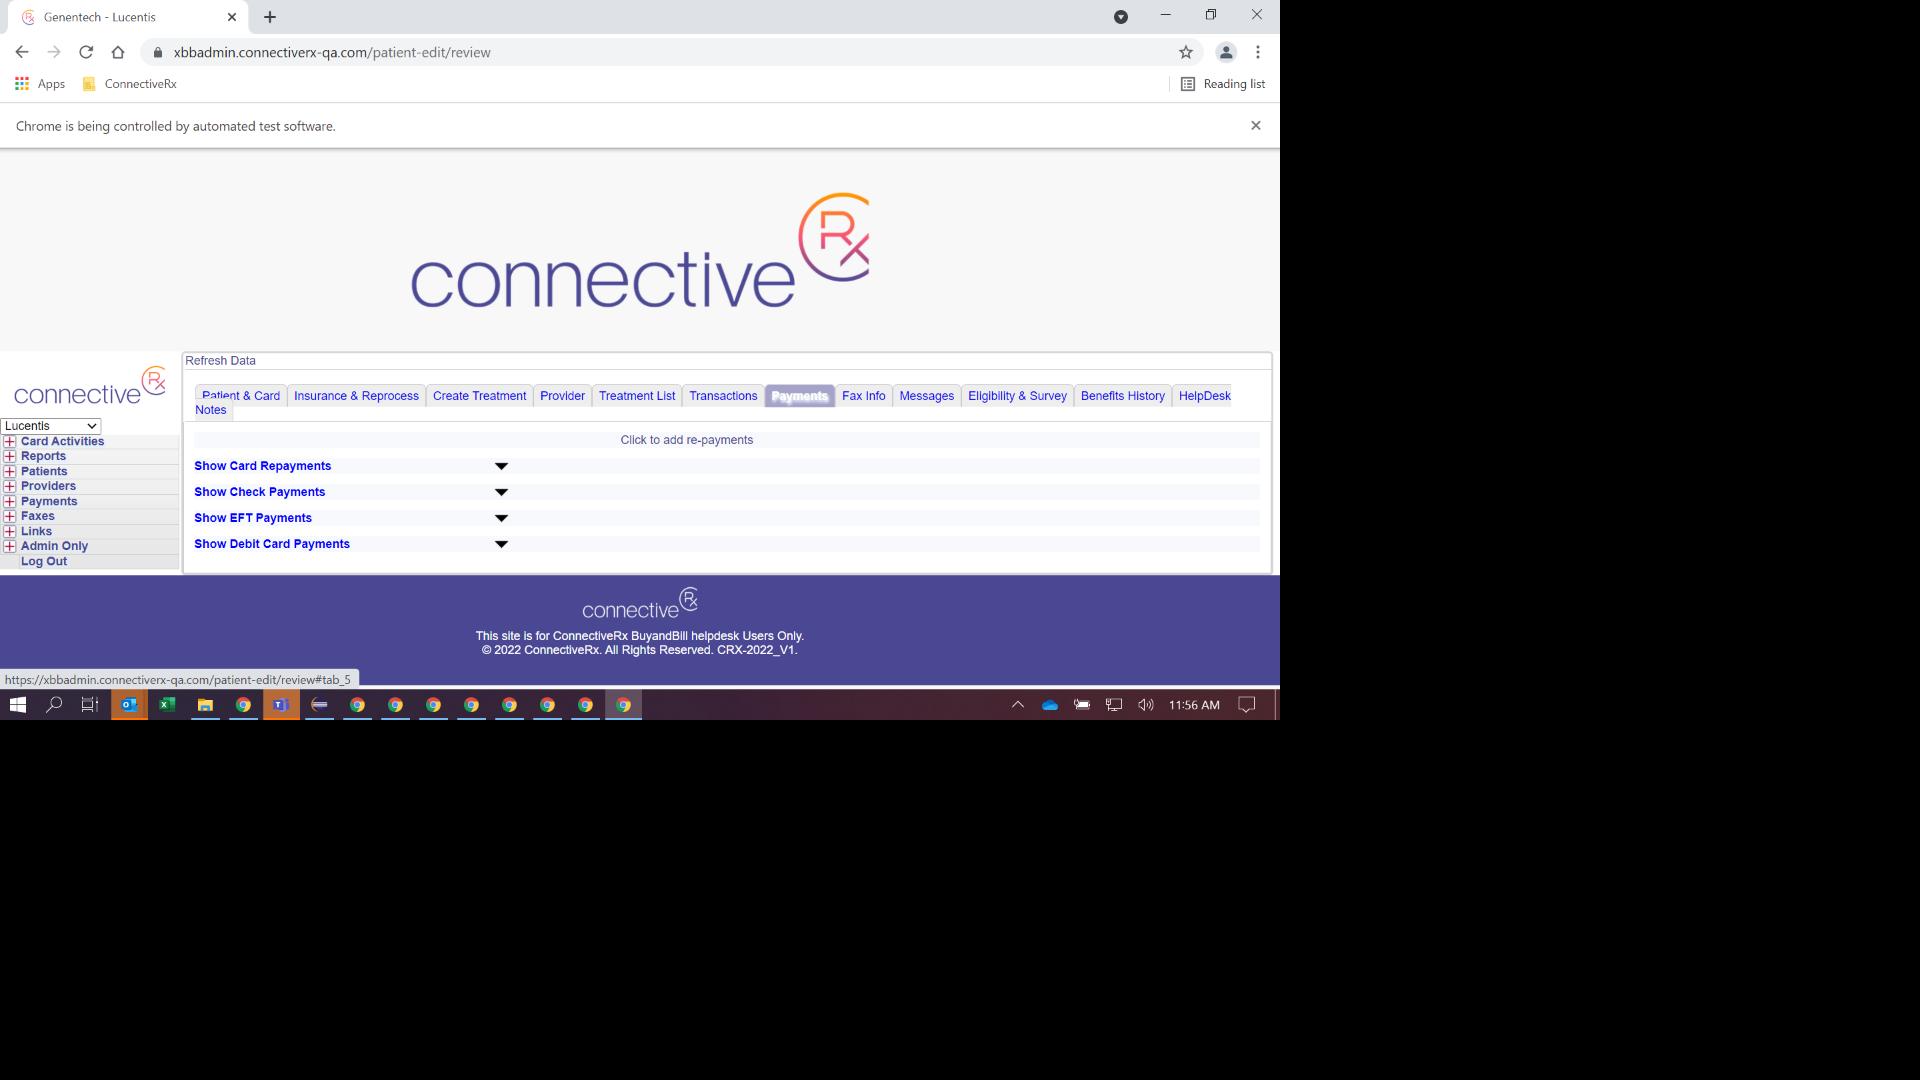 Genentech - Lucentis
xbbadmin.connectiverx-qa.com/patient-edit/review
Apps
ConnectiveRx
Reading list
Chrome is being controlled by automated test software.
connective Rx
connective Rx
Lucentis
Card Activities
Reports
Patients
Providers
Payments
Faxes
Links
Admin Only
Log Out
Refresh Data
Patient & Card Insurance & Reprocess Create Treatment Provider Treatment List Transactions Payments Fax Info Messages Eligibility & Survey Benefits History HelpDesk
Notes
Click to add re-payments
Show Card Repayments
Show Check Payments
Show EFT Payments
Show Debit Card Payments
connective Rx
This site is for ConnectiveRx BuyandBill helpdesk Users Only.
© 2022 ConnectiveRx. All Rights Reserved. CRX-2022_V1.
https://xbbadmin.connectiverx-qa.com/patient-edit/review#tab_5
11:56 AM